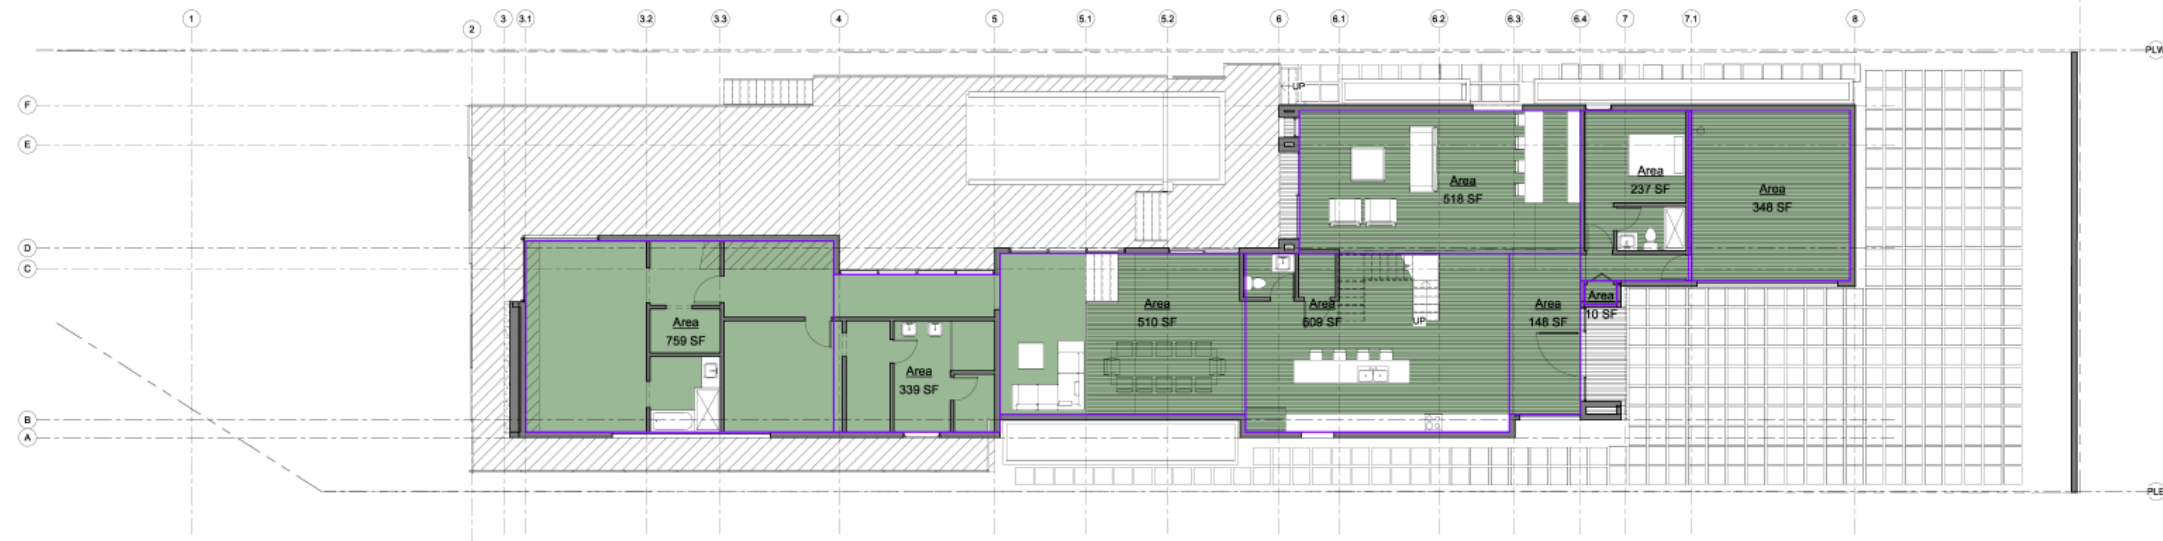 1
2
3
3.1
3.2
3.3
4
5
5.1
5.2
6
6.1
6.2
6.3
6.4
7
7.1
8
PLW
UP
F
E
D
C
B
A
Area
518 SF
Area
237 SF
Area
348 SF
Area
759 SF
Area
339 SF
Area
510 SF
Area
609 SF
UP
Area
148 SF
Area
10 SF
PLE